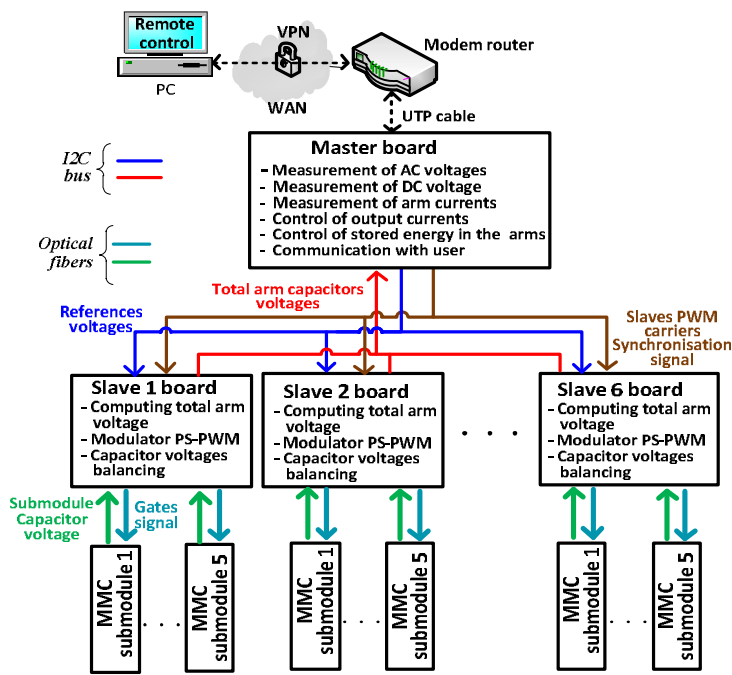 Remote
control
PC
VPN
WAN
Modem router
UTP cable
I2C
bus
Optical
fibers
Master board
- Measurement of AC voltages
- Measurement of DC voltage
- Measurement of arm currents
- Control of output currents
- Control of stored energy in the arms
- Communication with user
Total arm capacitors
voltages
References
voltages
Slaves PWM
carriers
Synchronisation
signal
Slave 1 board
- Computing total arm
voltage
- Modulator PS-PWM
- Capacitor voltages
balancing
Slave 2 board
- Computing total arm
voltage
- Modulator PS-PWM
- Capacitor voltages
balancing
. . .
Slave 6 board
- Computing total arm
voltage
- Modulator PS-PWM
- Capacitor voltages
balancing
Submodule
Capacitor
voltage
Gates
signal
MMC
submodule 1
. . .
MMC
submodule 5
MMC
submodule 1
. . .
MMC
submodule 5
MMC
submodule 1
. . .
MMC
submodule 5